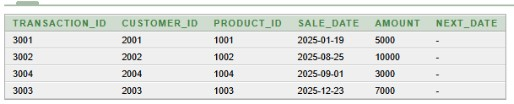 TRANSACTION_ID CUSTOMER_ID PRODUCT_ID SALE_DATE AMOUNT NEXT_DATE
3001 2001 1001 2025-01-19 5000 -
3002 2002 1002 2025-08-25 10000 -
3004 2004 1004 2025-09-01 3000 -
3003 2003 1003 2025-12-23 7000 -